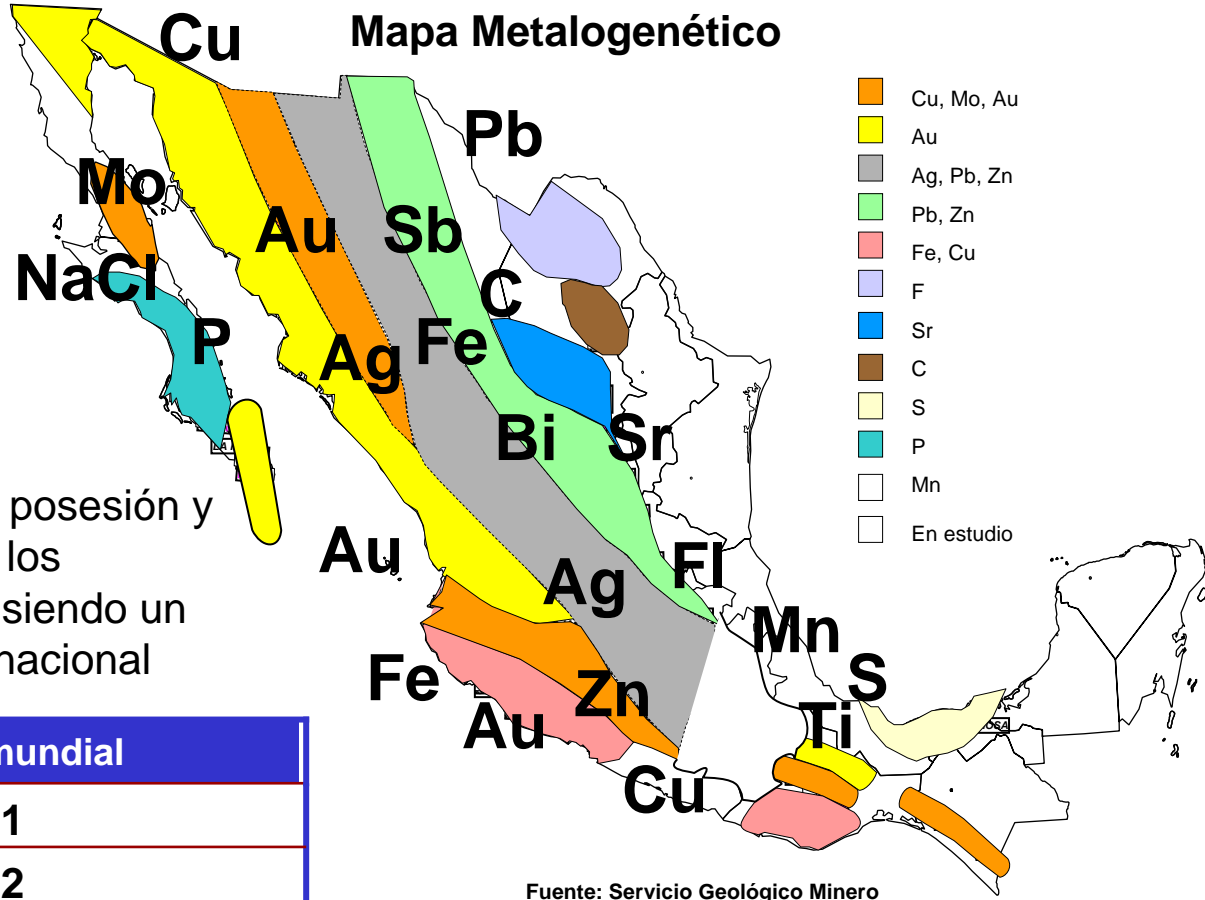 Mapa Metalogenético
Cu
Pb
Mo
Au
Sb
NaCl
C
P
Fe
Ag
Bi
Sr
Au
Ag
Fl
Mn
Fe
Zn
S
Au
Ti
Cu
Cu, Mo, Au
Au
Ag, Pb, Zn
Pb, Zn
Fe, Cu
F
Sr
C
S
P
Mn
En estudio
posesión y
los
siendo un
nacional
mundial
1
2
Fuente: Servicio Geológico Minero